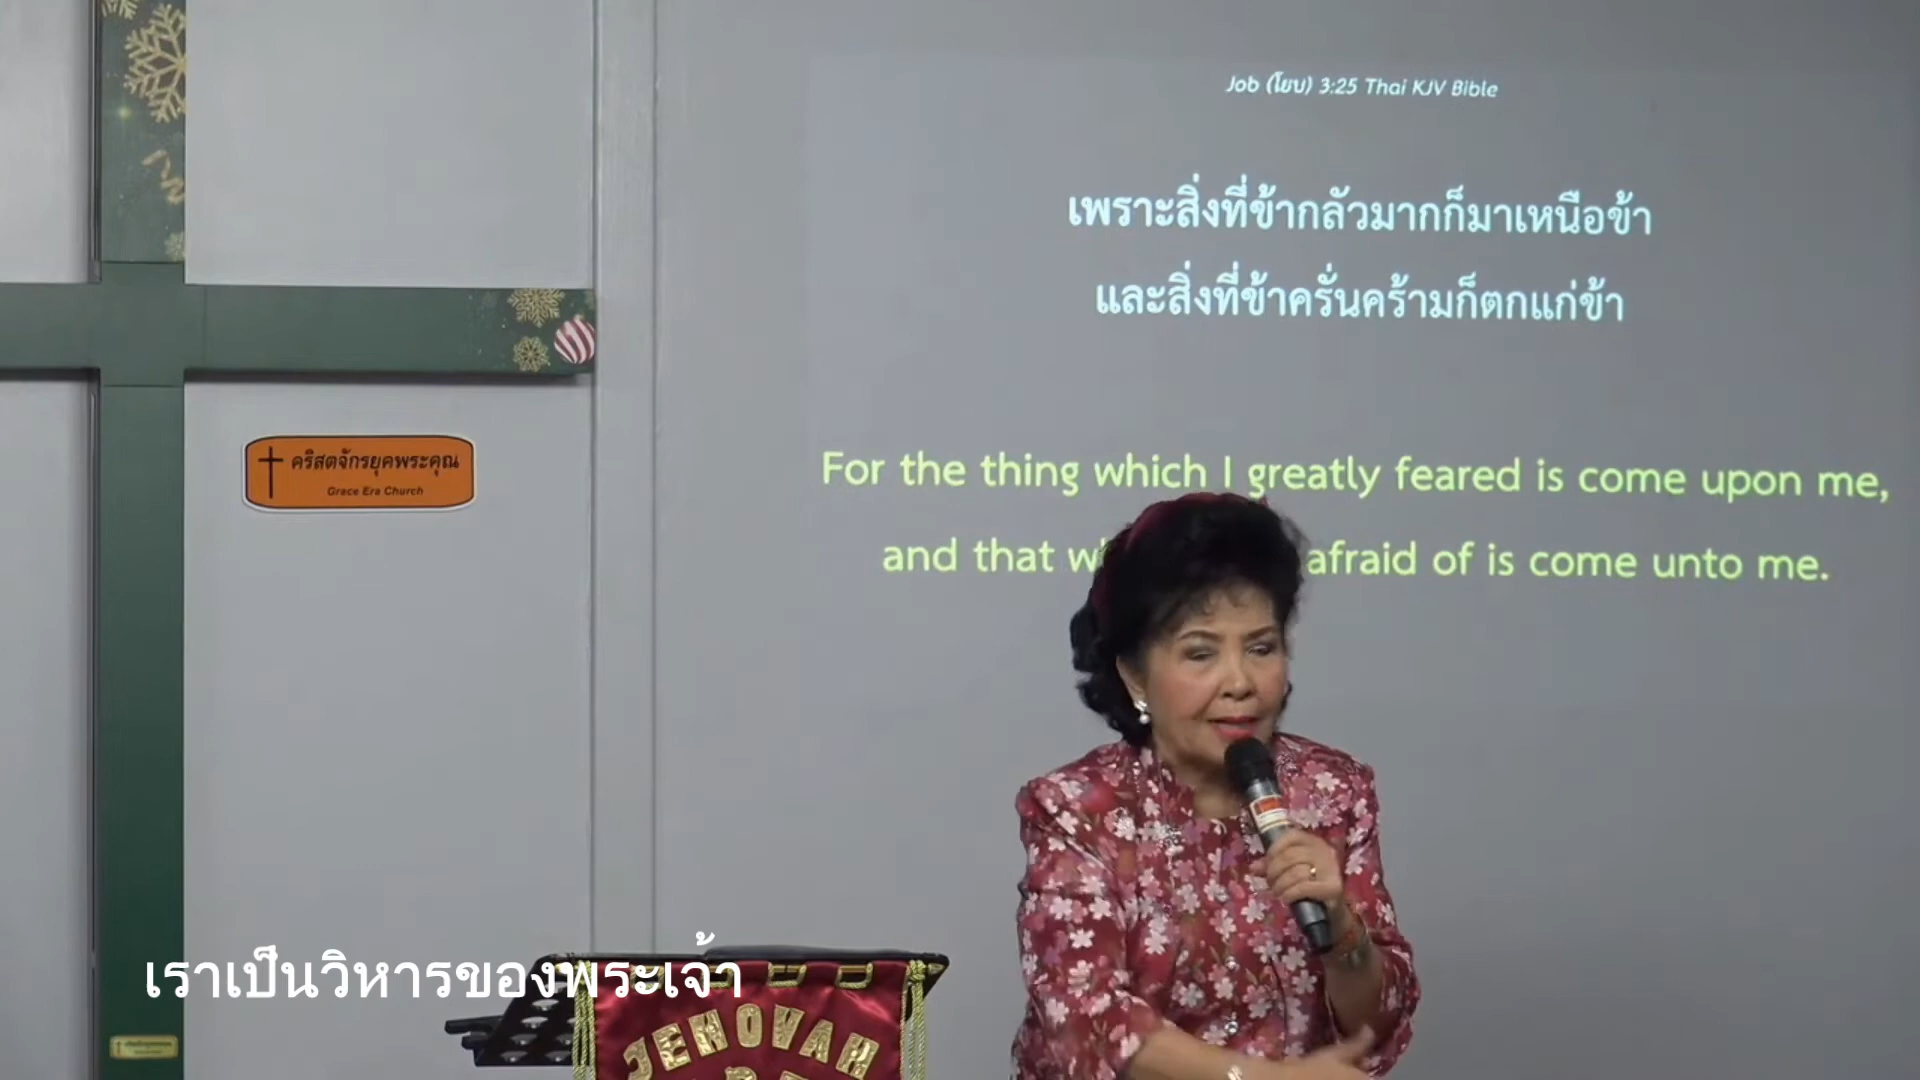 Job (โยบ) 3:25 Thai KJV Bible
เพราะสิ่งที่ข้ากลัวมากก็มาเหนือข้า
และสิ่งที่ข้าครั่นคร้ามก็ตกแก่ข้า
For the thing which I greatly feared is come upon me,
and that afraid of is come unto me.
คริสตจักรยุคพระคุณ
Grace Era Church
เราเป็นวิหารของพระเจ้า
JEHOVAH